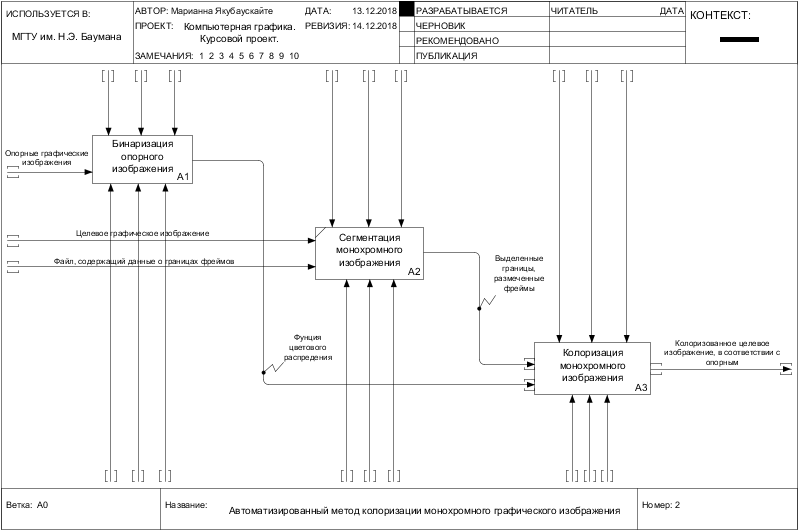 ИСПОЛЬЗУЕТСЯ В:
МГТУ им. Н.Э. Баумана
АВТОР: Марианна Якубаускайте
ДАТА: 13.12.2018
ПРОЕКТ: Компьютерная графика.
Курсовой проект.
РЕВИЗИЯ: 14.12.2018
ЗАМЕЧАНИЯ: 1 2 3 4 5 6 7 8 9 10
РАЗРАБАТЫВАЕТСЯ
ЧЕРНОВИК
РЕКОМЕНДОВАНО
ПУБЛИКАЦИЯ
ЧИТАТЕЛЬ ДАТА
КОНТЕКСТ:
Бинаризация
опорного
изображения
A1
Опорные графические
изображения
Целевое графическое изображение
Файл, содержащий данные о границах фреймов
Сегментация
монохромного
изображения
A2
Выделенные
границы,
размеченные
фреймы
Фунция
цветового
распредения
Колоризация
монохромного
изображения
A3
Колоризованное целевое
изображение, в соответствии с
опорным
Ветка: A0
Название:
Автоматизированный метод колоризации монохромного графического изображения
Номер: 2